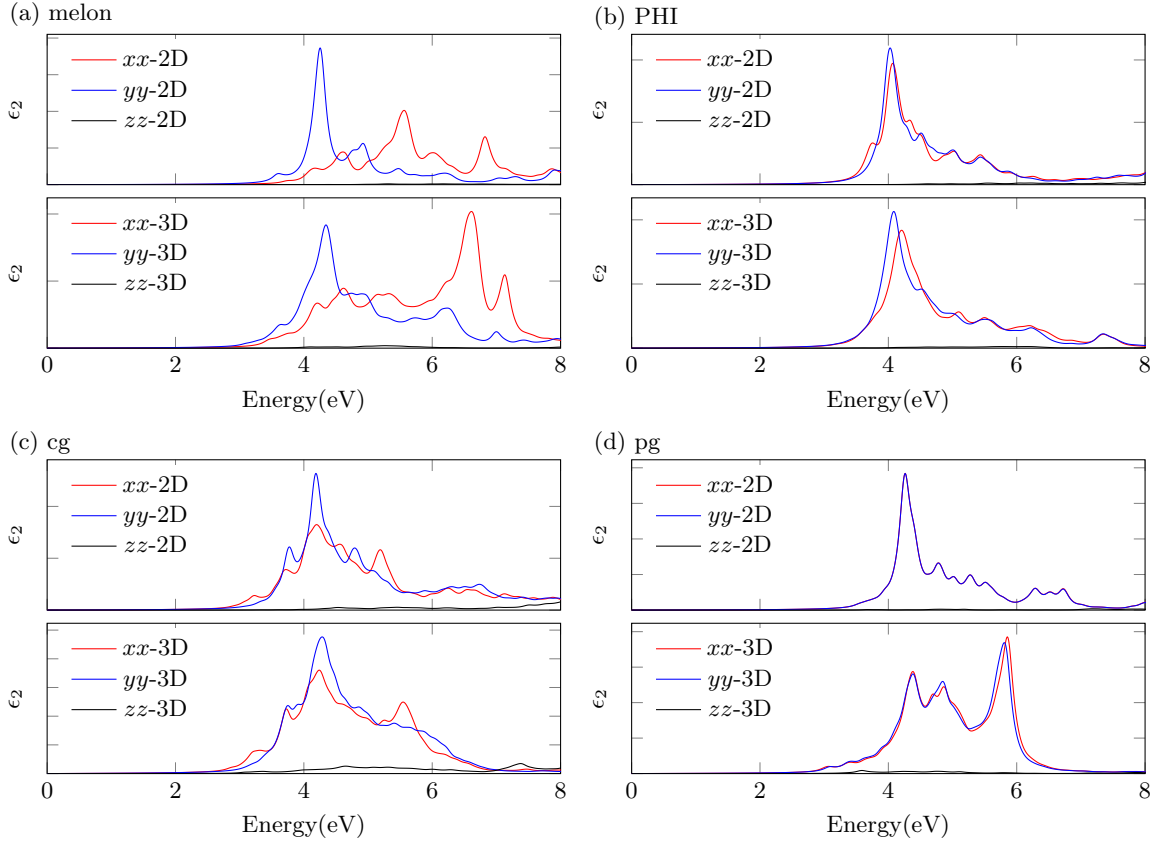 (a) melon
xx-2D
yy-2D
zz-2D
ϵ2
xx-3D
yy-3D
zz-3D
ϵ2
0 2 4 6 8
Energy(eV)
(b) PHI
xx-2D
yy-2D
zz-2D
ϵ2
xx-3D
yy-3D
zz-3D
ϵ2
0 2 4 6 8
Energy(eV)
(c) cg
xx-2D
yy-2D
zz-2D
ϵ2
xx-3D
yy-3D
zz-3D
ϵ2
0 2 4 6 8
Energy(eV)
(d) pg
xx-2D
yy-2D
zz-2D
ϵ2
xx-3D
yy-3D
zz-3D
ϵ2
0 2 4 6 8
Energy(eV)